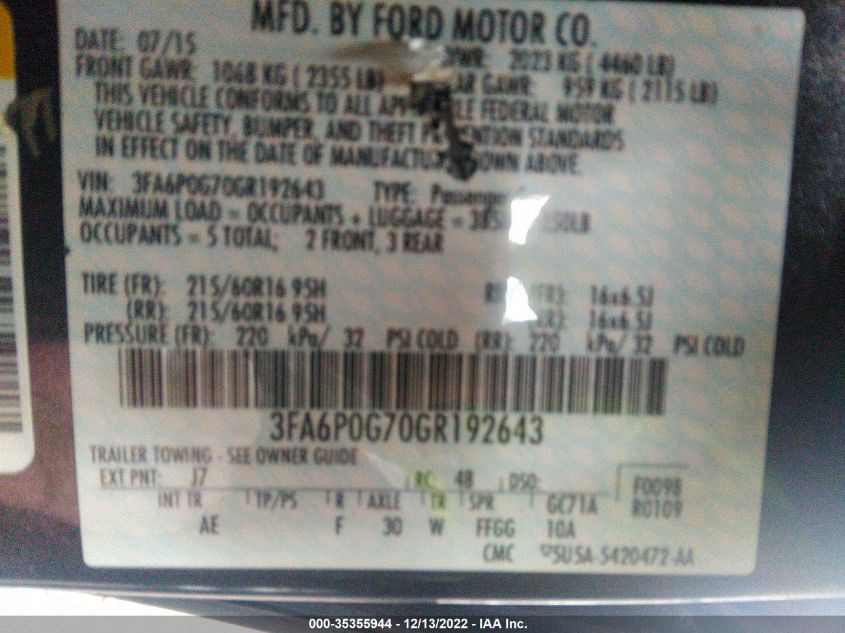 MFD. BY FORD MOTOR CO.
DATE: 07/15 2023 KG ( 4460 LB)
FRONT GAWR: 1068 KG ( 2355 LB) GAWR: 959 KG ( 2115 LB)
THIS VEHICLE CONFORMS TO ALL FEDERAL MOTOR
VEHICLE SAFETY, BUMPER, AND THEFT STANDARDS
IN EFFECT ON THE DATE OF ABOVE.
VIN: 3FA6P0G70GR192643 TYPE: Passenger
MAXIMUM LOAD = OCCUPANTS + LUGGAGE =
OCCUPANTS = 5 TOTAL; 2 FRONT, 3 REAR
TIRE (FR): 215/60R16 95H 16x6.5J
(RR): 215/60R16 95H 16x6.5J
PRESSURE (FR): 220 kPa/ 32 PSI COLD (RR): 220 kPa/ 32 PSI COLD
3FA6P0G70GR192643
TRAILER TOWING - SEE OWNER GUIDE
EXT PNT: J7 RC: 48 DSO: F0098
INT TR TP/PS R AXLE TR SPR GC71A R0109
AE F 30 W FFGG 10A
CMC 5U5A-5420472-AA
000-35355944 - 12/13/2022 - IAA Inc.